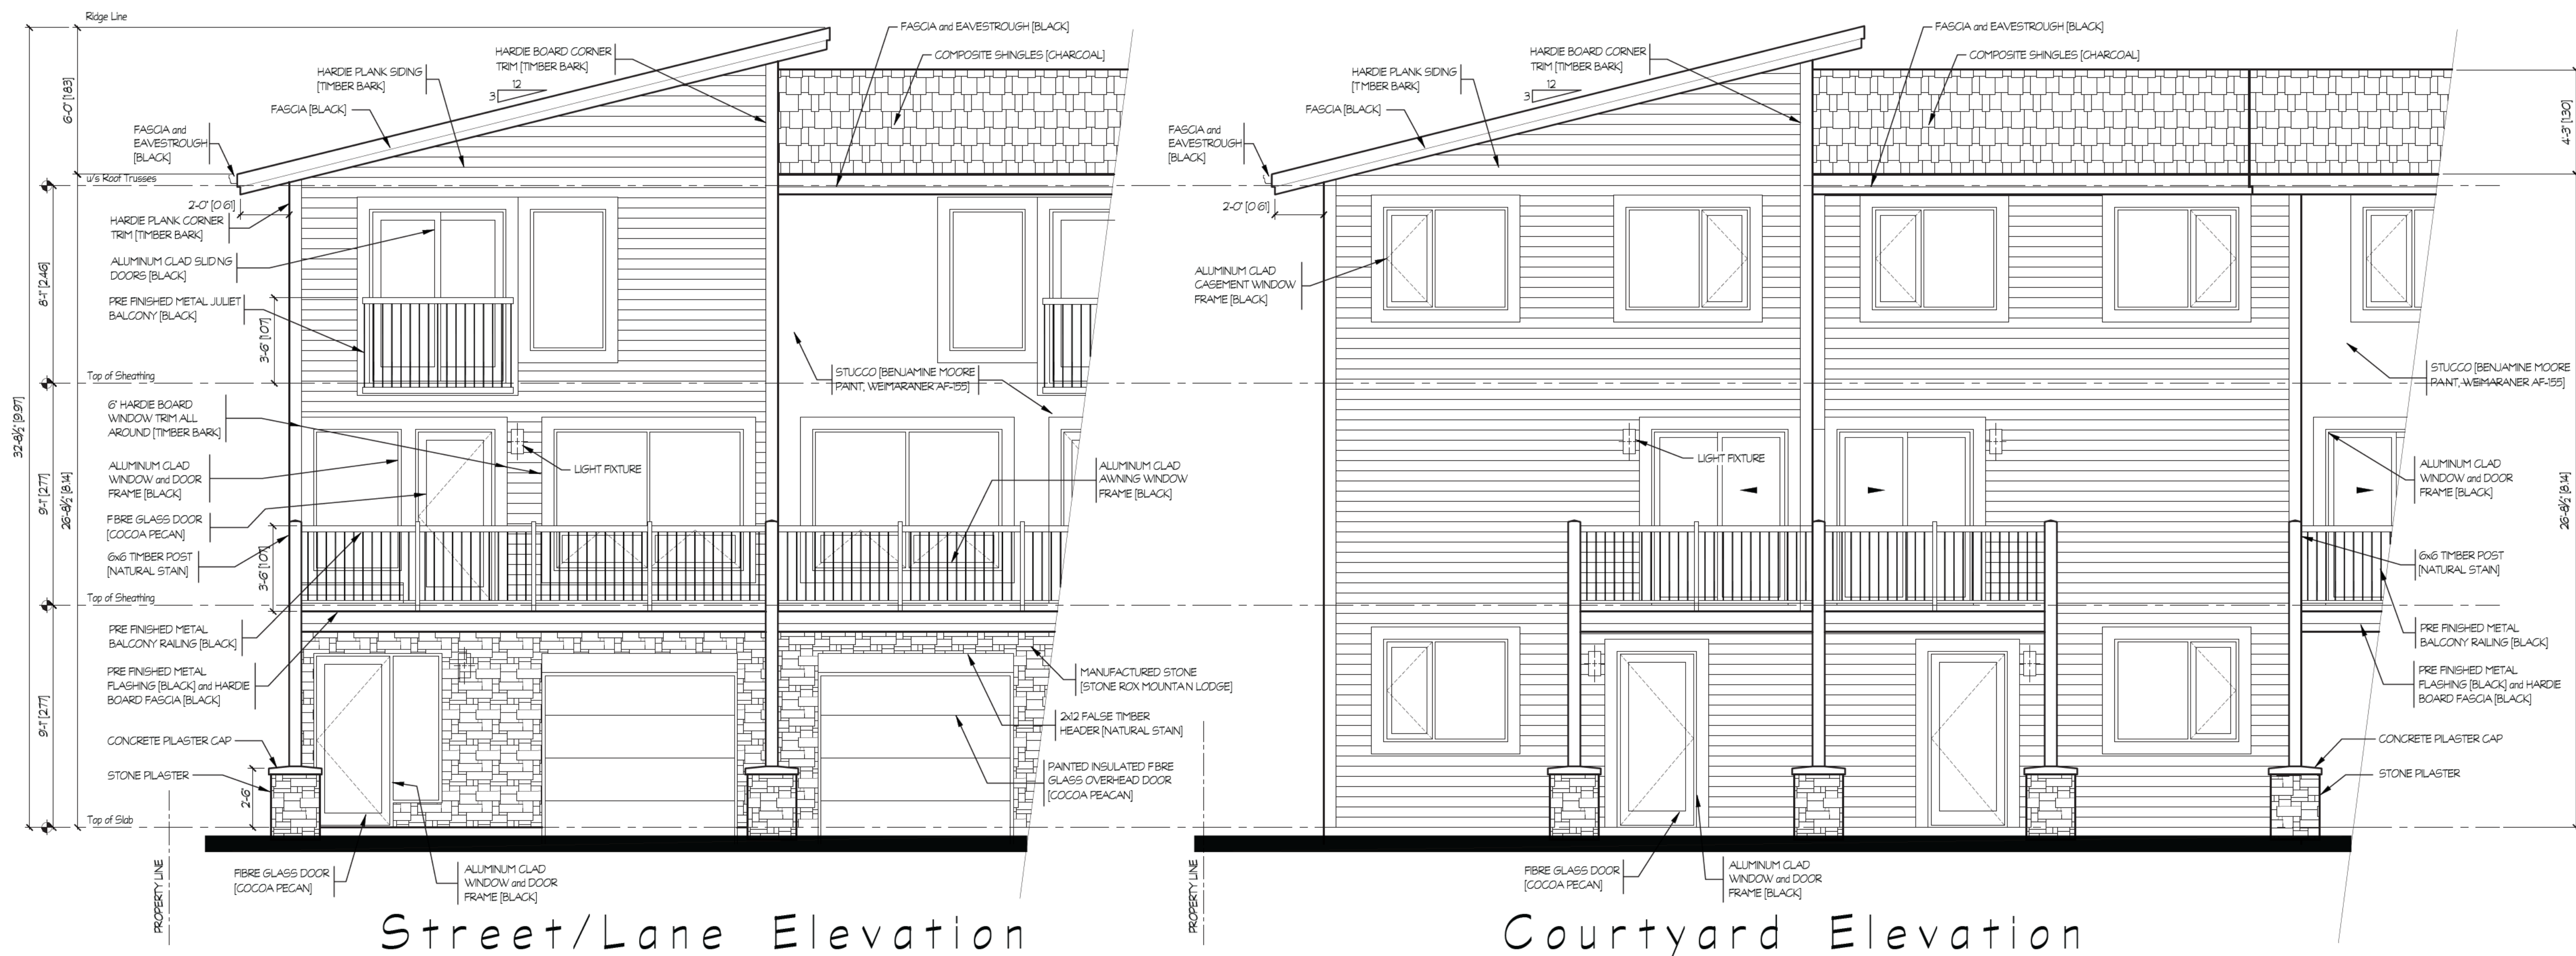 Ridge Line
6'-0" [1.83]
32'-8½" [9.97]
HARDIE BOARD CORNER
TRIM [TIMBER BARK]
HARDIE PLANK SIDING
[TIMBER BARK]
FASCIA [BLACK]
12
3
FASCIA and EAVESTROUGH [BLACK]
COMPOSITE SHINGLES [CHARCOAL]
FASCIA and
EAVESTROUGH
[BLACK]
u/s Roof Trusses
2'-0" [0.61]
HARDIE PLANK CORNER
TRIM [TIMBER BARK]
ALUMINUM CLAD SLIDING
DOORS [BLACK]
8'-1" [2.46]
PRE FINISHED METAL JULIET
BALCONY [BLACK]
3'-6" [1.07]
Top of Sheathing
STUCCO [BENJAMINE MOORE
PAINT, WEIMARANER AF-155]
6" HARDIE BOARD
WINDOW TRIM ALL
AROUND [TIMBER BARK]
LIGHT FIXTURE
ALUMINUM CLAD
WINDOW and DOOR
FRAME [BLACK]
ALUMINUM CLAD
AWNING WINDOW
FRAME [BLACK]
9'-1" [2.77]
26'-8½" [8.14]
FIBRE GLASS DOOR
[COCOA PECAN]
6x6 TIMBER POST
[NATURAL STAIN]
3'-6" [1.07]
Top of Sheathing
PRE FINISHED METAL
BALCONY RAILING [BLACK]
PRE FINISHED METAL
FLASHING [BLACK] and HARDIE
BOARD FASCIA [BLACK]
9'-1" [2.77]
MANUFACTURED STONE
[STONE ROX MOUNTAIN LODGE]
2x12 FALSE TIMBER
HEADER [NATURAL STAIN]
CONCRETE PILASTER CAP
STONE PILASTER
2'-6"
PAINTED INSULATED FIBRE
GLASS OVERHEAD DOOR
[COCOA PEACAN]
Top of Slab
PROPERTY LINE
FIBRE GLASS DOOR
[COCOA PECAN]
ALUMINUM CLAD
WINDOW and DOOR
FRAME [BLACK]
Street/Lane Elevation
FASCIA and EAVESTROUGH [BLACK]
COMPOSITE SHINGLES [CHARCOAL]
HARDIE BOARD CORNER
TRIM [TIMBER BARK]
HARDIE PLANK SIDING
[TIMBER BARK]
12
3
FASCIA [BLACK]
FASCIA and
EAVESTROUGH
[BLACK]
4'-3" [1.30]
2'-0" [0.61]
ALUMINUM CLAD
CASEMENT WINDOW
FRAME [BLACK]
STUCCO [BENJAMINE MOORE
PAINT, WEIMARANER AF-155]
LIGHT FIXTURE
ALUMINUM CLAD
WINDOW and DOOR
FRAME [BLACK]
26'-8½" [8.14]
6x6 TIMBER POST
[NATURAL STAIN]
PRE FINISHED METAL
BALCONY RAILING [BLACK]
PRE FINISHED METAL
FLASHING [BLACK] and HARDIE
BOARD FASCIA [BLACK]
CONCRETE PILASTER CAP
STONE PILASTER
PROPERTY LINE
FIBRE GLASS DOOR
[COCOA PECAN]
ALUMINUM CLAD
WINDOW and DOOR
FRAME [BLACK]
Courtyard Elevation